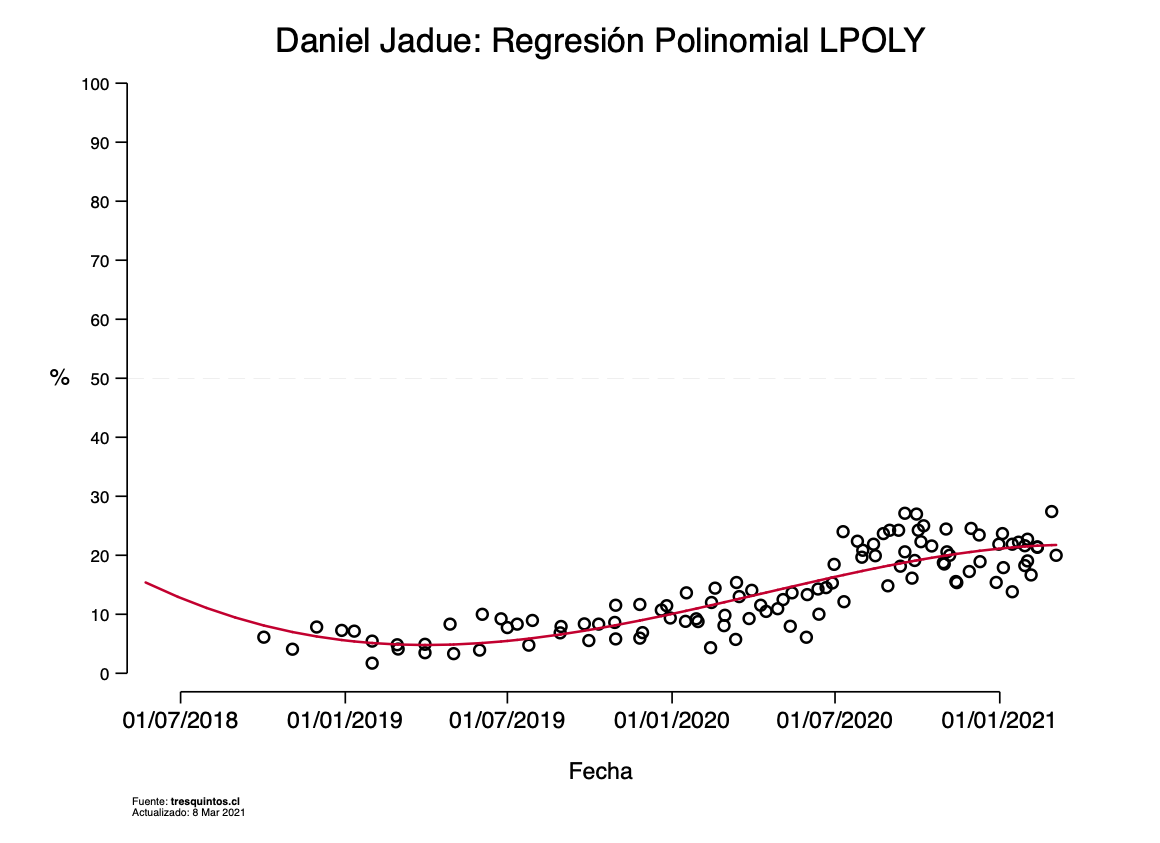 Daniel Jadue: Regresión Polinomial LPOLY
100
90
80
70
60
% 50
40
30
20
10
0
01/07/2018 01/01/2019 01/07/2019 01/01/2020 01/07/2020 01/01/2021
Fecha
Fuente: tresquintos.cl
Actualizado: 8 Mar 2021